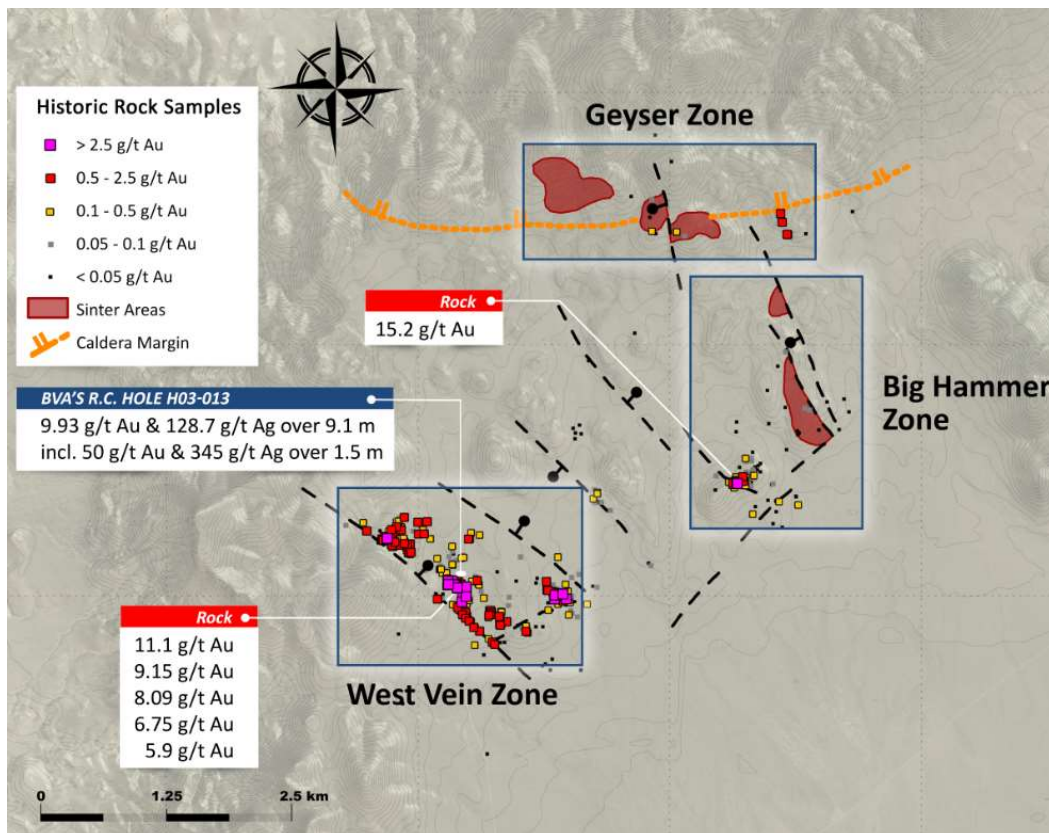 Historic Rock Samples
> 2.5 g/t Au
0.5 - 2.5 g/t Au
0.1 - 0.5 g/t Au
0.05 - 0.1 g/t Au
< 0.05 g/t Au
Sinter Areas
Caldera Margin
Geyser Zone
Rock
15.2 g/t Au
Big Hammer
Zone
BVA'S R.C. HOLE H03-013
9.93 g/t Au & 128.7 g/t Ag over 9.1 m
incl. 50 g/t Au & 345 g/t Ag over 1.5 m
Rock
11.1 g/t Au
9.15 g/t Au
8.09 g/t Au
6.75 g/t Au
5.9 g/t Au
West Vein Zone
0 1.25 2.5 km